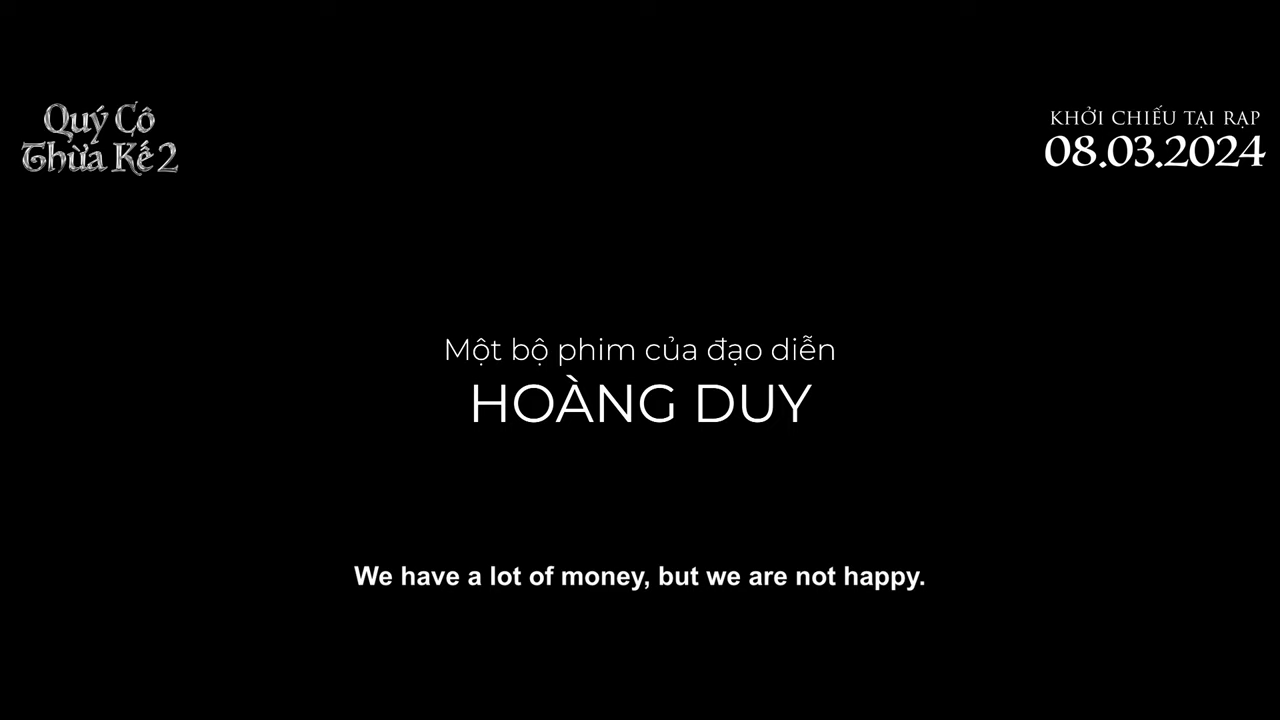 Quý Cô
Thừa Kế 2
KHỞI CHIẾU TẠI RẠP
08.03.2024
Một bộ phim của đạo diễn
HOÀNG DUY
We have a lot of money, but we are not happy.